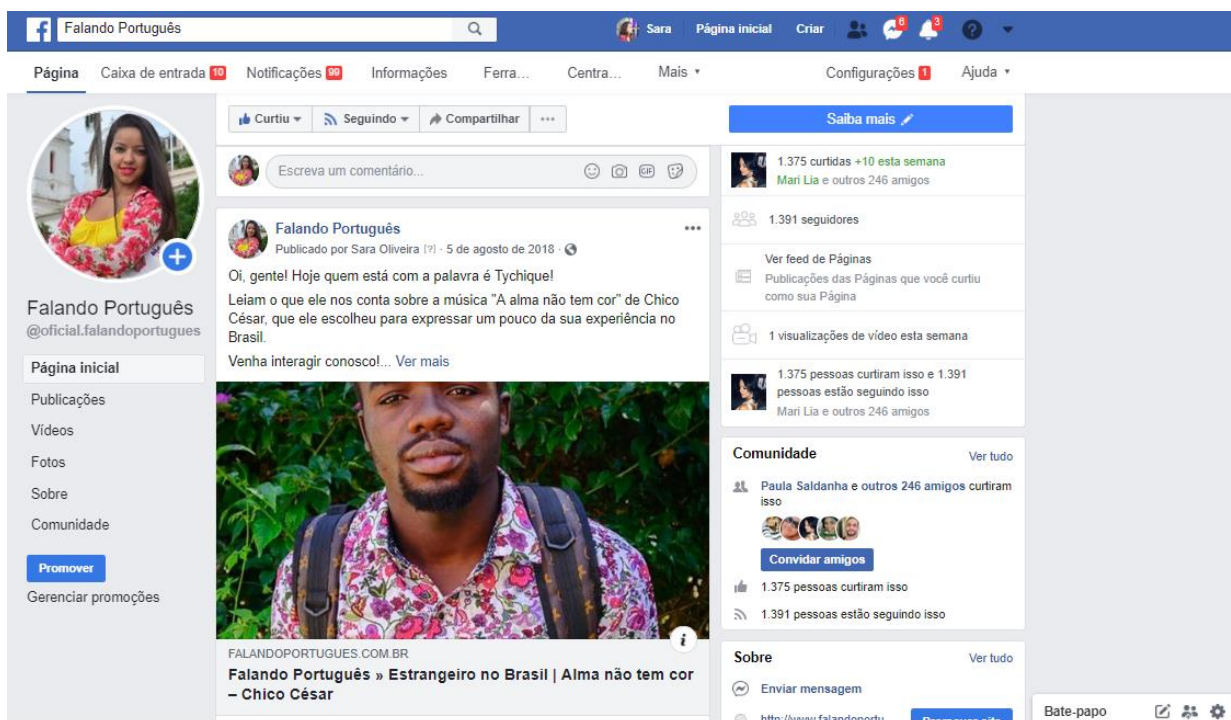 Falando Português
Sara Página inicial Criar 8 3
Página Caixa de entrada 10 Notificações 99 Informações Ferra... Centra... Mais Configurações 1 Ajuda
Curtiu Seguindo Compartilhar ...
Saiba mais
Escreva um comentário...
GIF
Falando Português
@oficial.falandoportugues
Página inicial
Publicações
Vídeos
Fotos
Sobre
Comunidade
Promover
Gerenciar promoções
Falando Português
Publicado por Sara Oliveira [?] · 5 de agosto de 2018 ·
Oi, gente! Hoje quem está com a palavra é Tychique!
Leiam o que ele nos conta sobre a música "A alma não tem cor" de Chico
César, que ele escolheu para expressar um pouco da sua experiência no
Brasil.
Venha interagir conosco!... Ver mais
FALANDOPORTUGUES.COM.BR
Falando Português » Estrangeiro no Brasil | Alma não tem cor
– Chico César
1.375 curtidas +10 esta semana
Mari Lia e outros 246 amigos
1.391 seguidores
Ver feed de Páginas
Publicações das Páginas que você curtiu
como sua Página
1 visualizações de vídeo esta semana
1.375 pessoas curtiram isso e 1.391
pessoas estão seguindo isso
Mari Lia e outros 246 amigos
Comunidade Ver tudo
Paula Saldanha e outros 246 amigos curtiram
isso
Convidar amigos
1.375 pessoas curtiram isso
1.391 pessoas estão seguindo isso
Sobre Ver tudo
Enviar mensagem
http://www.falandoportu...
Promover site
Bate-papo